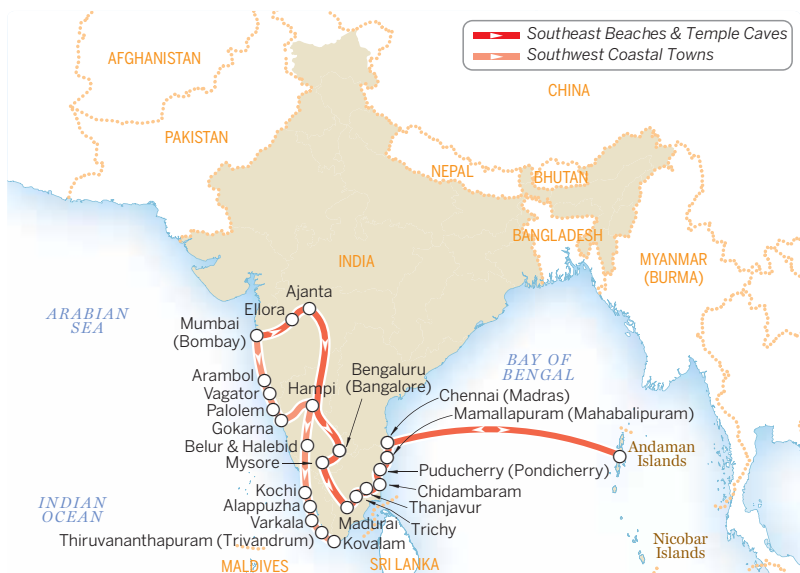 Southeast Beaches & Temple Caves
Southwest Coastal Towns
AFGHANISTAN
CHINA
PAKISTAN
NEPAL
BHUTAN
BANGLADESH
INDIA
MYANMAR
(BURMA)
Ajanta
Ellora
ARABIAN
SEA
Mumbai
(Bombay)
BAY OF
BENGAL
Bengaluru
(Bangalore)
Arambol
Hampi
Vagator
Chennai (Madras)
Palolem
Mamallapuram (Mahabalipuram)
Gokarna
Belur & Halebid
Andaman
Islands
Mysore
Puducherry (Pondicherry)
Kochi
Chidambaram
INDIAN
OCEAN
Alappuzha
Thanjavur
Varkala
Madurai
Trichy
Thiruvananthapuram (Trivandrum)
Kovalam
Nicobar
Islands
MALDIVES
SRI LANKA